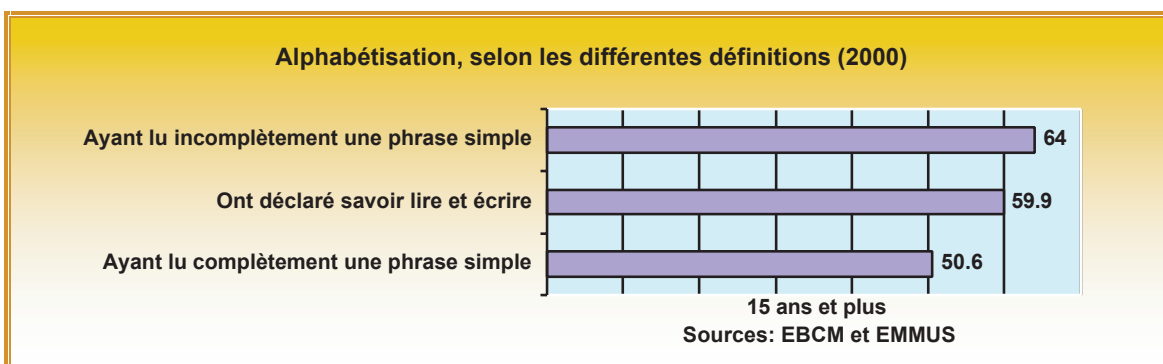 Alphabétisation, selon les différentes définitions (2000)
Ayant lu incomplètement une phrase simple 64
Ont déclaré savoir lire et écrire 59.9
Ayant lu complètement une phrase simple 50.6
15 ans et plus
Sources: EBCM et EMMUS